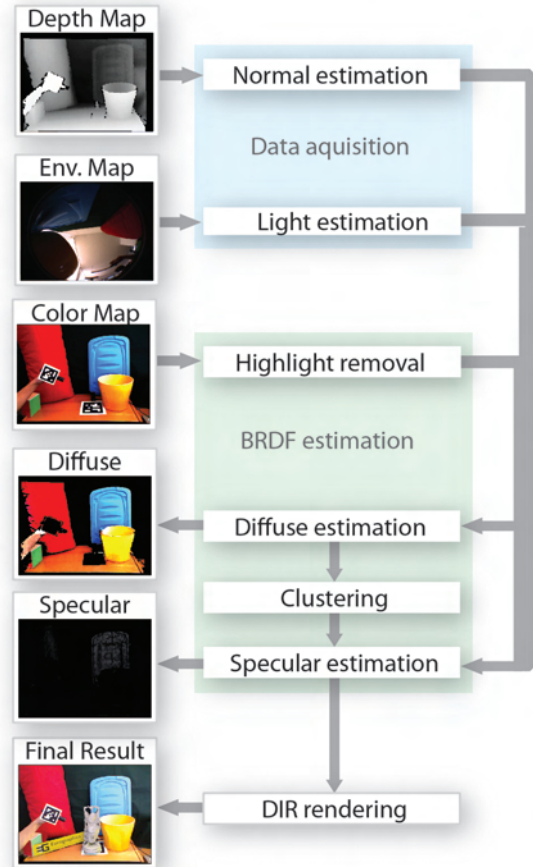 Depth Map
Normal estimation
Data aquisition
Env. Map
Light estimation
Color Map
Highlight removal
BRDF estimation
Diffuse
Diffuse estimation
Clustering
Specular
Specular estimation
Final Result
DIR rendering